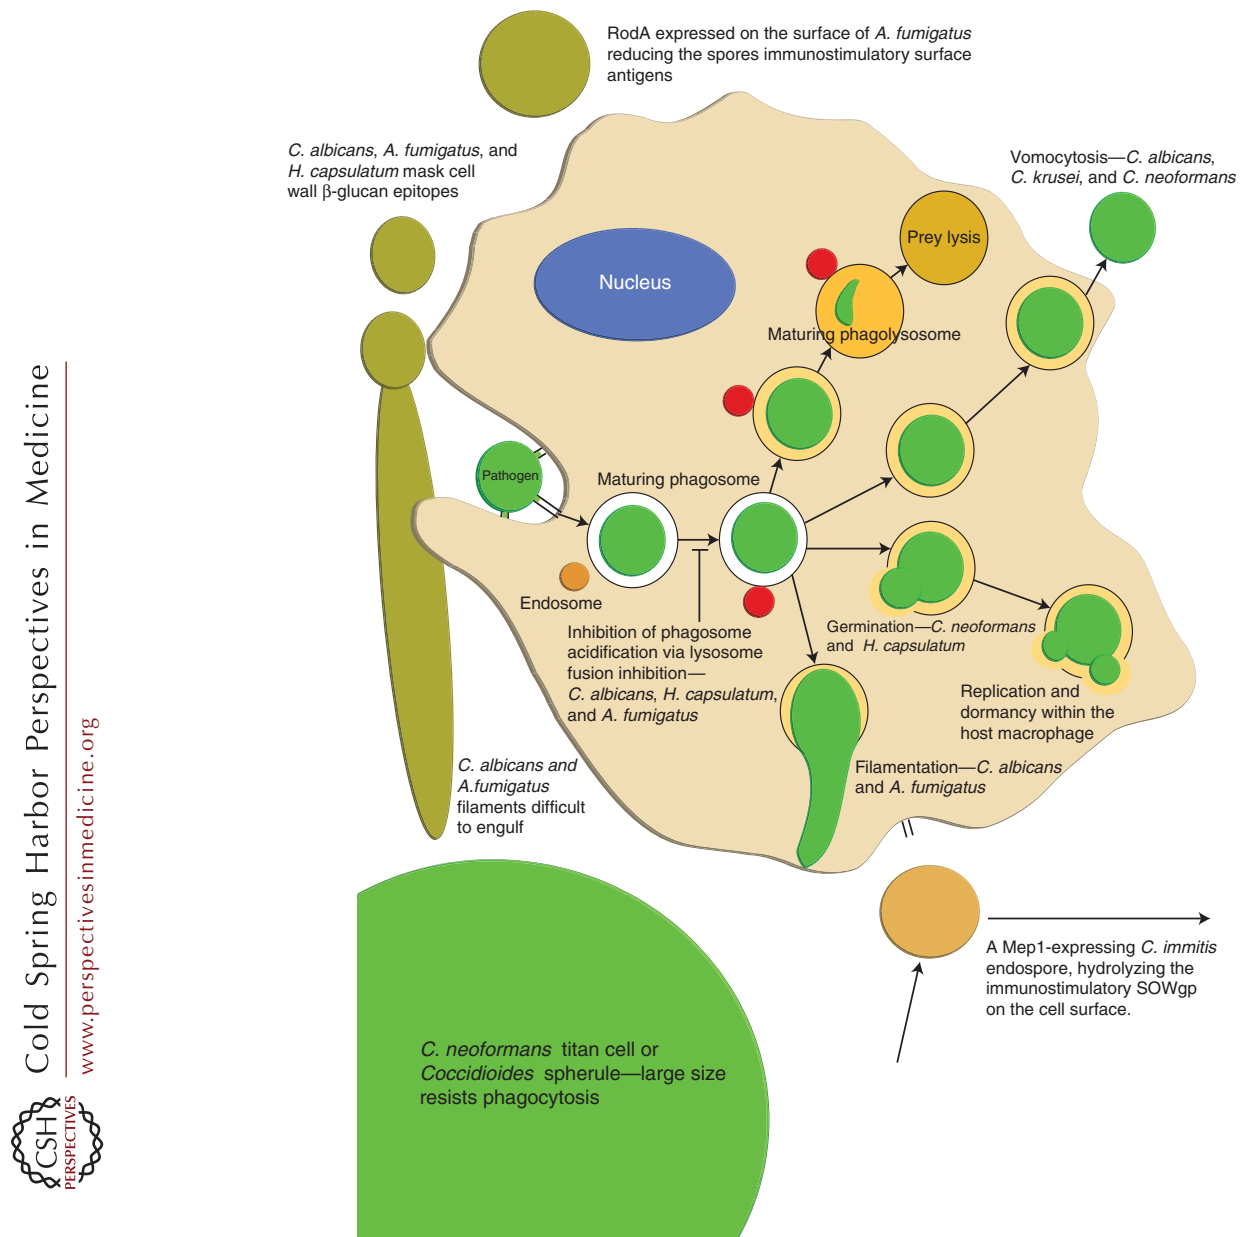 RodA expressed on the surface of A. fumigatus
reducing the spores immunostimulatory surface
antigens
C. albicans, A. fumigatus, and
H. capsulatum mask cell
wall β-glucan epitopes
Vomocytosis—C. albicans,
C. krusei, and C. neoformans
Prey lysis
Nucleus
Maturing phagolysosome
Pathogen
Maturing phagosome
Endosome
Inhibition of phagosome
acidification via lysosome
fusion inhibition—
C. albicans, H. capsulatum,
and A. fumigatus
Germination—C. neoformans
and H. capsulatum
Replication and
dormancy within the
host macrophage
Filamentation—C. albicans
and A. fumigatus
C. albicans and
A.fumigatus
filaments difficult
to engulf
A Mep1-expressing C. immitis
endospore, hydrolyzing the
immunostimulatory SOWgp
on the cell surface.
C. neoformans titan cell or
Coccidioides spherule—large size
resists phagocytosis
Cold Spring Harbor Perspectives in Medicine
www.perspectivesinmedicine.org
CSH
PERSPECTIVES